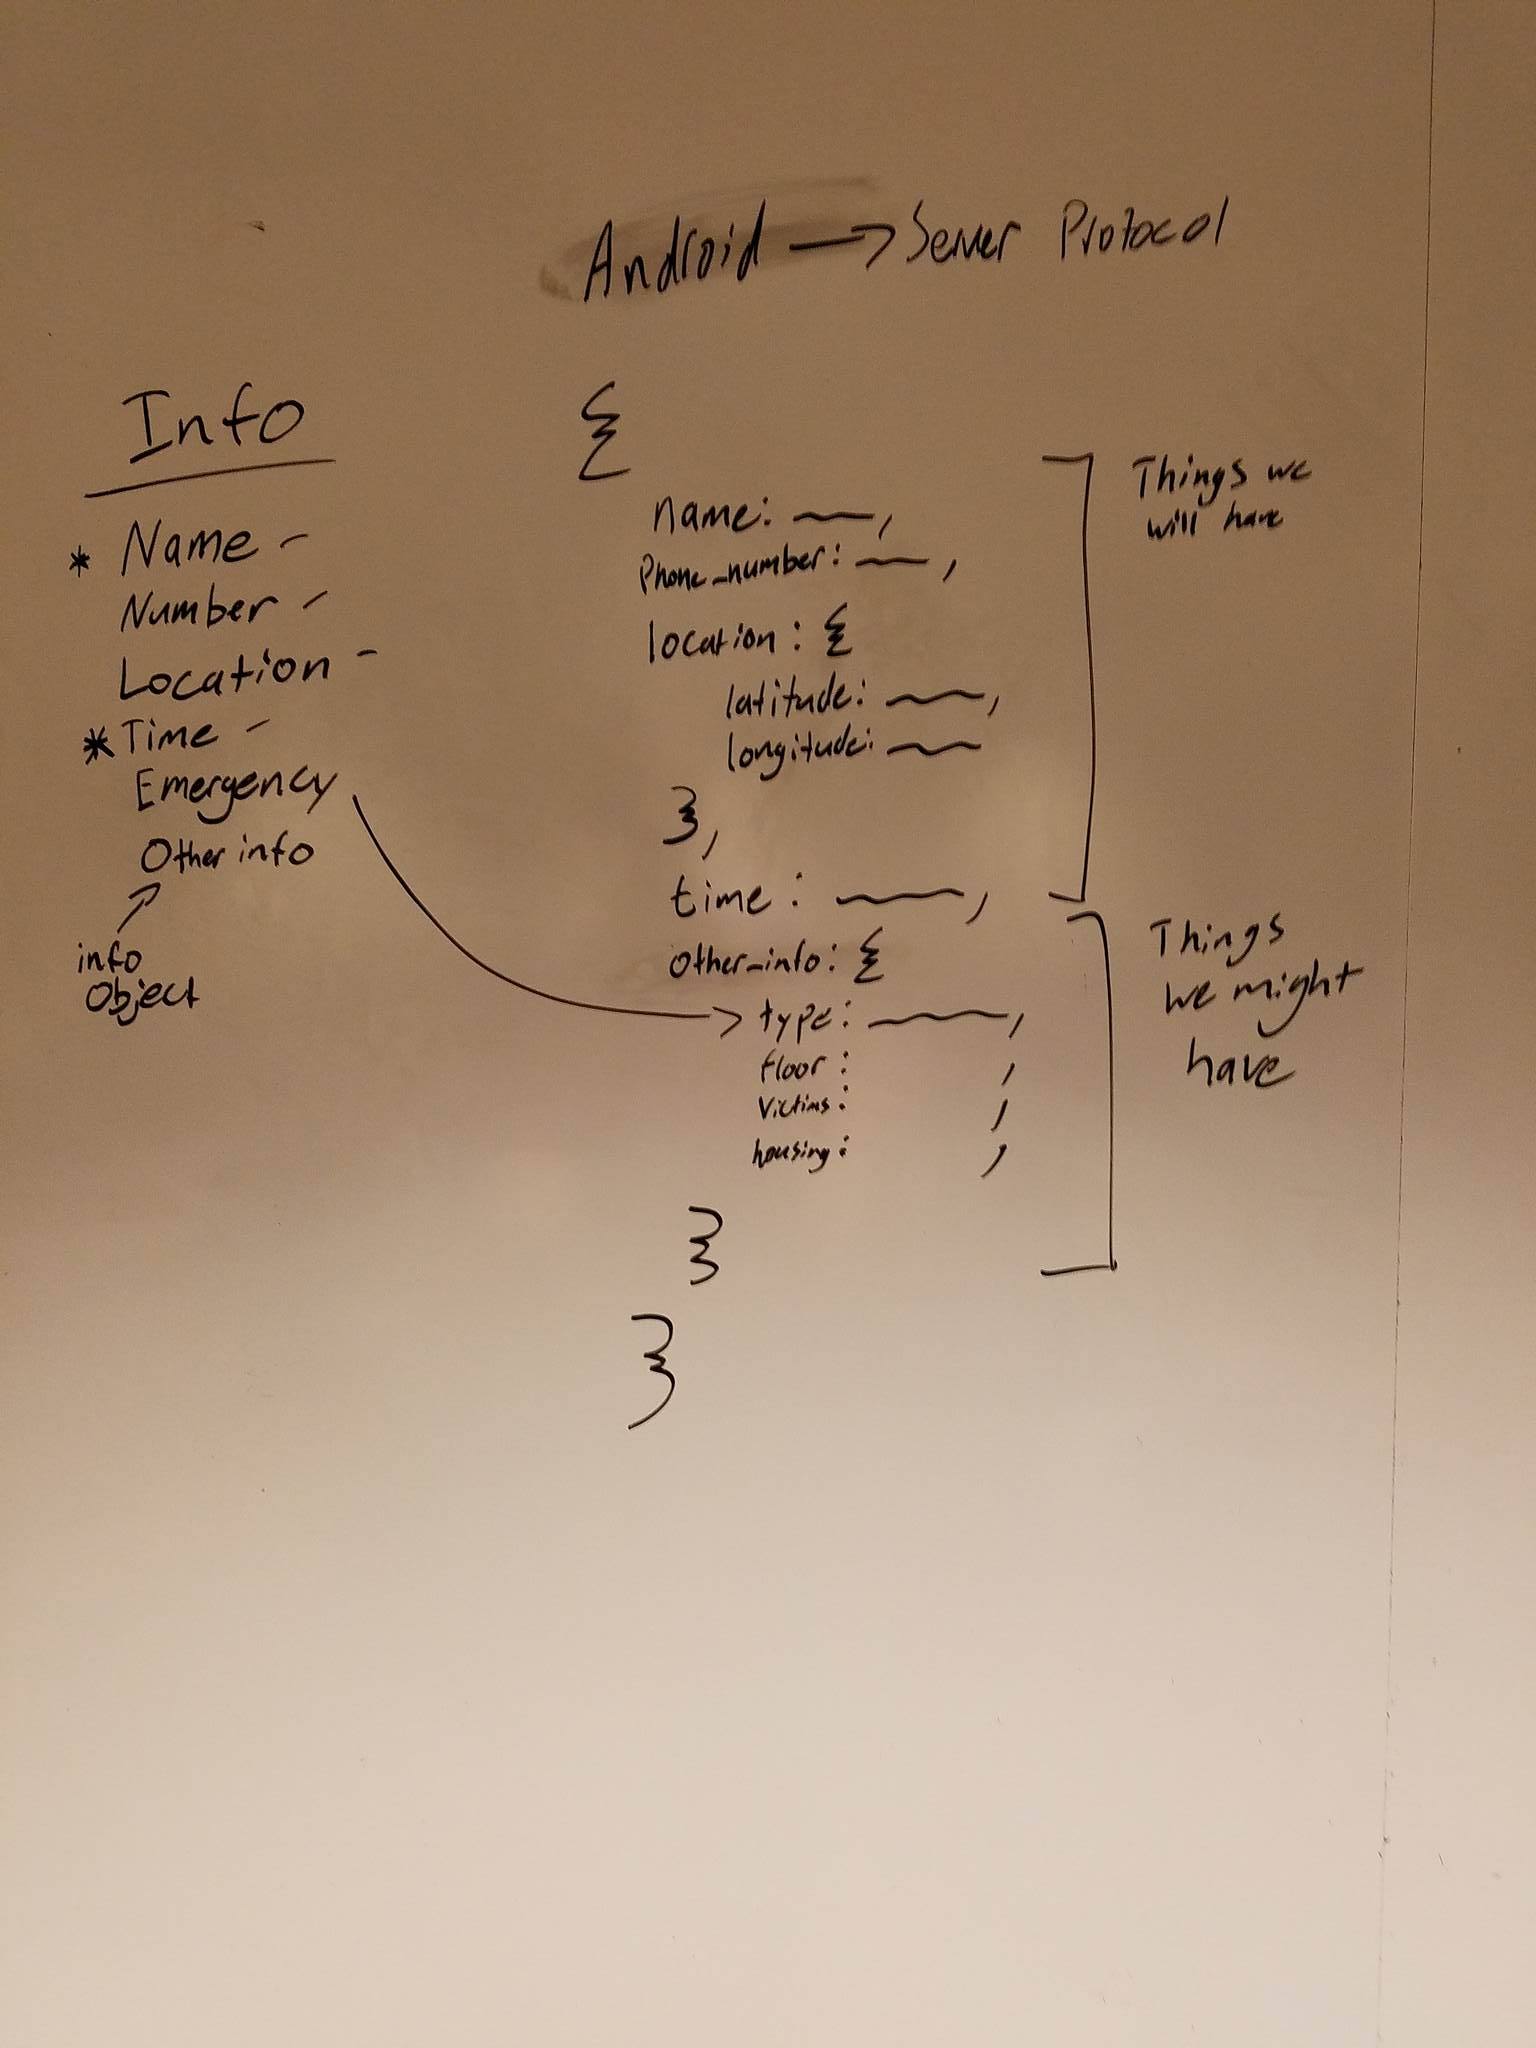 Android → Server Protocol
Info
* Name -
Number -
Location -
* Time -
Emergency
Other info
info
Object
{
name: ——,
Phone_number: ——,
location: {
latitude: ——,
longitude: ——
},
time: ——,
Other_info: {
type: ——,
floor: ,
Victims: ,
housing: ,
}
}
Things we
will have
Things
we might
have